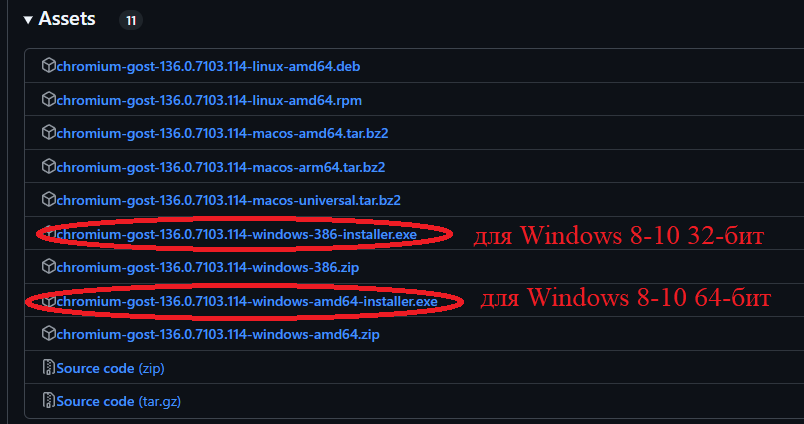 Assets 11
chromium-gost-136.0.7103.114-linux-amd64.deb
chromium-gost-136.0.7103.114-linux-amd64.rpm
chromium-gost-136.0.7103.114-macos-amd64.tar.bz2
chromium-gost-136.0.7103.114-macos-arm64.tar.bz2
chromium-gost-136.0.7103.114-macos-universal.tar.bz2
chromium-gost-136.0.7103.114-windows-386-installer.exe для Windows 8-10 32-бит
chromium-gost-136.0.7103.114-windows-386.zip
chromium-gost-136.0.7103.114-windows-amd64-installer.exe для Windows 8-10 64-бит
chromium-gost-136.0.7103.114-windows-amd64.zip
Source code (zip)
Source code (tar.gz)